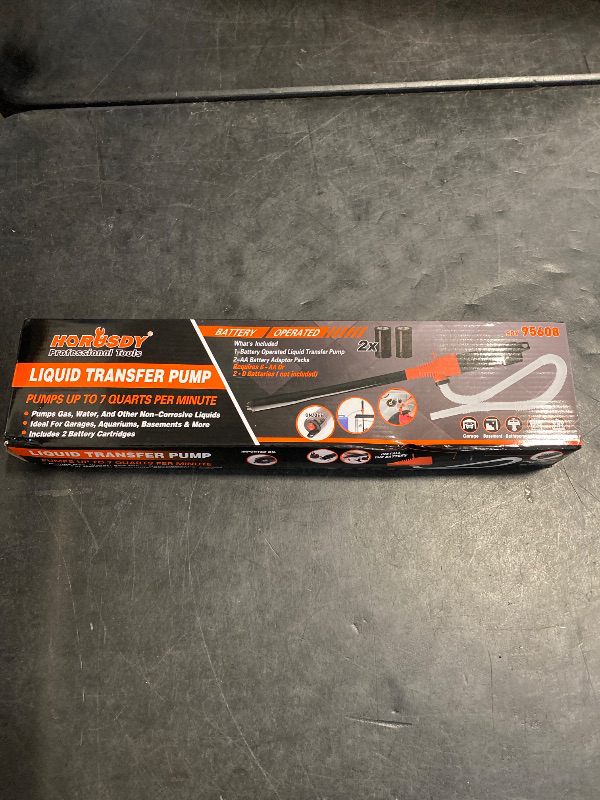 HORUSDY®
Professional Tools
LIQUID TRANSFER PUMP
PUMPS UP TO 7 QUARTS PER MINUTE
• Pumps Gas, Water, And Other Non-Corrosive Liquids
• Ideal For Garages, Aquariums, Basements & More
• Includes 2 Battery Cartridges
BATTERY OPERATED
What's Included
1-Battery Operated Liquid Transfer Pump
2-AA Battery Adaptor Packs
Requires 6 - AA Or
2 - D Batteries ( not included)
2x
95608
Garage Basement
LIQUID TRANSFER PUMP
PUMPS UP TO 7 QUARTS PER MINUTE